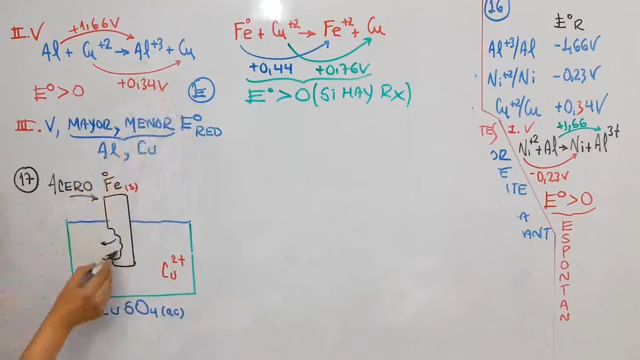 II. V
+1,66V
Al + Cu+2 → Al+3 + Cu
+0,34V
E° > 0
E
III. V, MAYOR, MENOR E°RED
Al, Cu
17
ACERO Fe(s)
Cu2+
CuSO4(ac)
Fe + Cu+2 → Fe+2 + Cu
+0,44 +0,76V
E° > 0 (SI HAY RX)
16
E°R
Al+3/Al -1,66V
Ni+2/Ni -0,23V
Cu+2/Cu +0,34V
I. V
+1,66
Ni+2 + Al → Ni + Al3+
-0,23V
E° > 0
ESPONTAN